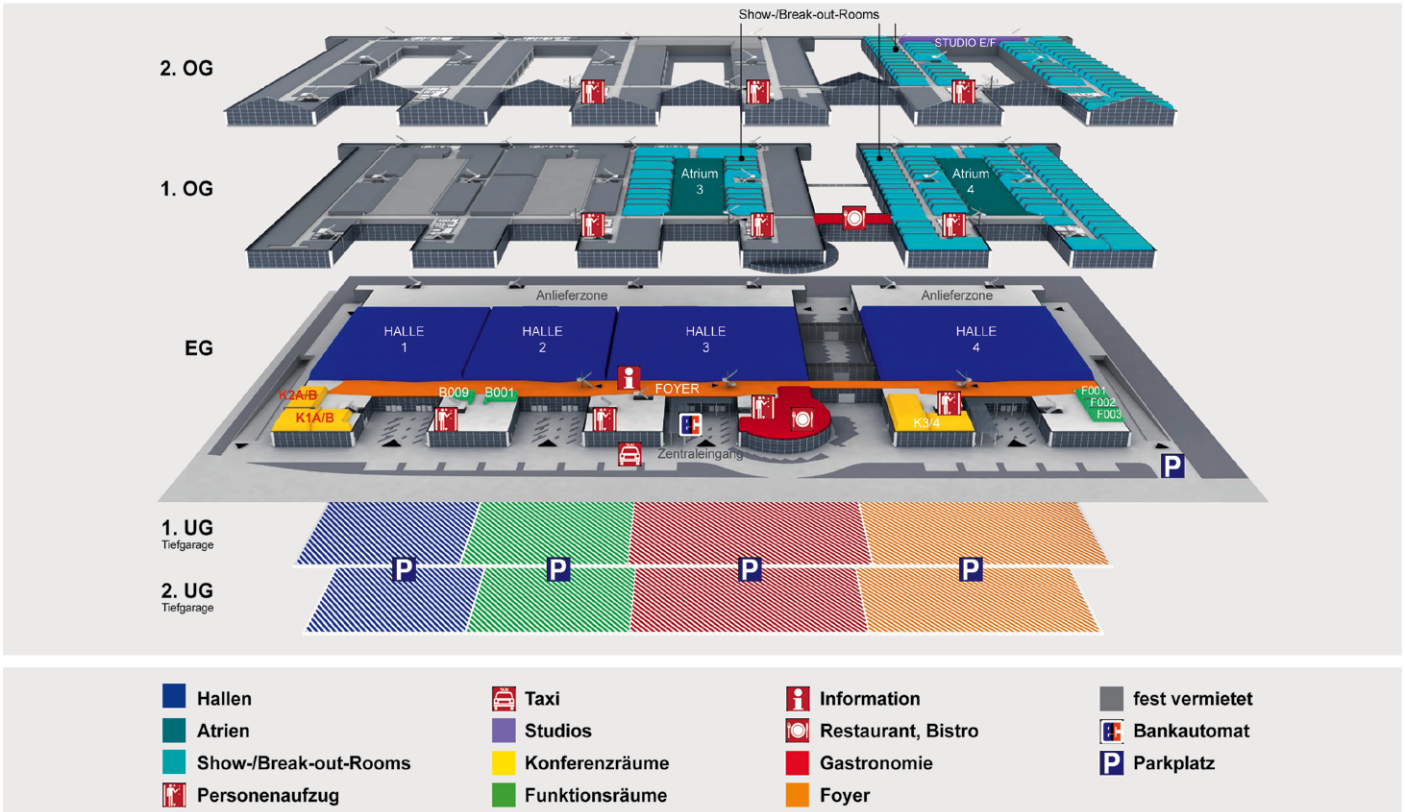 Show-/Break-out-Rooms
2. OG
STUDIO E/F
1. OG
Atrium
3
Atrium
4
EG
Anlieferzone
Anlieferzone
HALLE
1
HALLE
2
HALLE
3
HALLE
4
FOYER
K2A/B
K1A/B
B009
B001
K3/4
F001
F002
F003
TAXI
Zentraleingang
P
1. UG
Tiefgarage
P
P
P
P
2. UG
Tiefgarage
Hallen
Atrien
Show-/Break-out-Rooms
Personenaufzug
TAXI
Taxi
Studios
Konferenzräume
Funktionsräume
i
Information
Restaurant, Bistro
Gastronomie
Foyer
fest vermietet
Bankautomat
P
Parkplatz